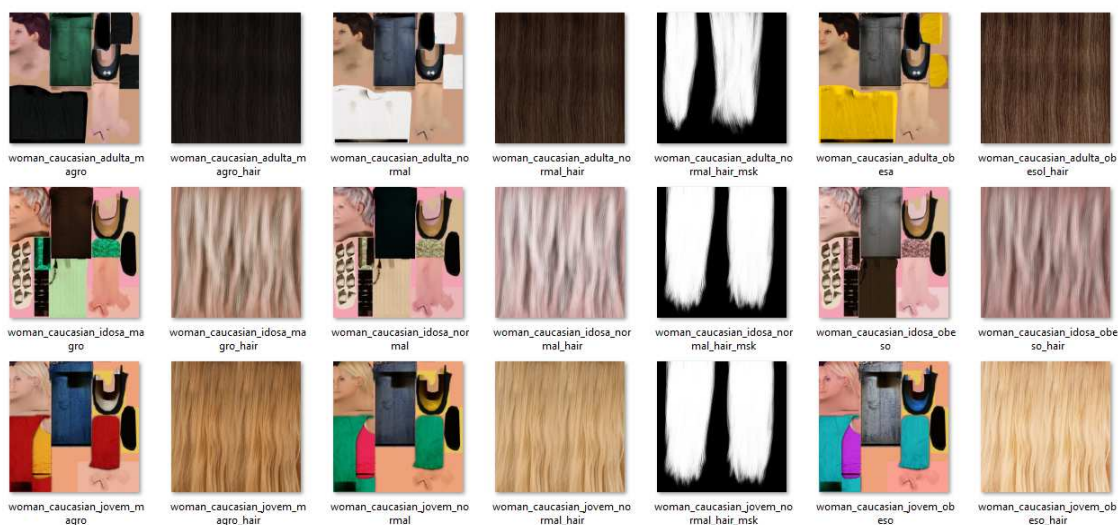 woman_caucasian_adulta_m
agro
woman_caucasian_adulta_m
agro_hair
woman_caucasian_adulta_no
rmal
woman_caucasian_adulta_no
rmal_hair
woman_caucasian_adulta_no
rmal_hair_msk
woman_caucasian_adulta_ob
esa
woman_caucasian_adulta_ob
esol_hair
woman_caucasian_idosa_ma
gro
woman_caucasian_idosa_ma
gro_hair
woman_caucasian_idosa_nor
mal
woman_caucasian_idosa_nor
mal_hair
woman_caucasian_idosa_nor
mal_hair_msk
woman_caucasian_idosa_obe
so
woman_caucasian_idosa_obe
so_hair
woman_caucasian_jovem_m
agro
woman_caucasian_jovem_m
agro_hair
woman_caucasian_jovem_no
rmal
woman_caucasian_jovem_no
rmal_hair
woman_caucasian_jovem_no
rmal_hair_msk
woman_caucasian_jovem_ob
eso
woman_caucasian_jovem_ob
eso_hair